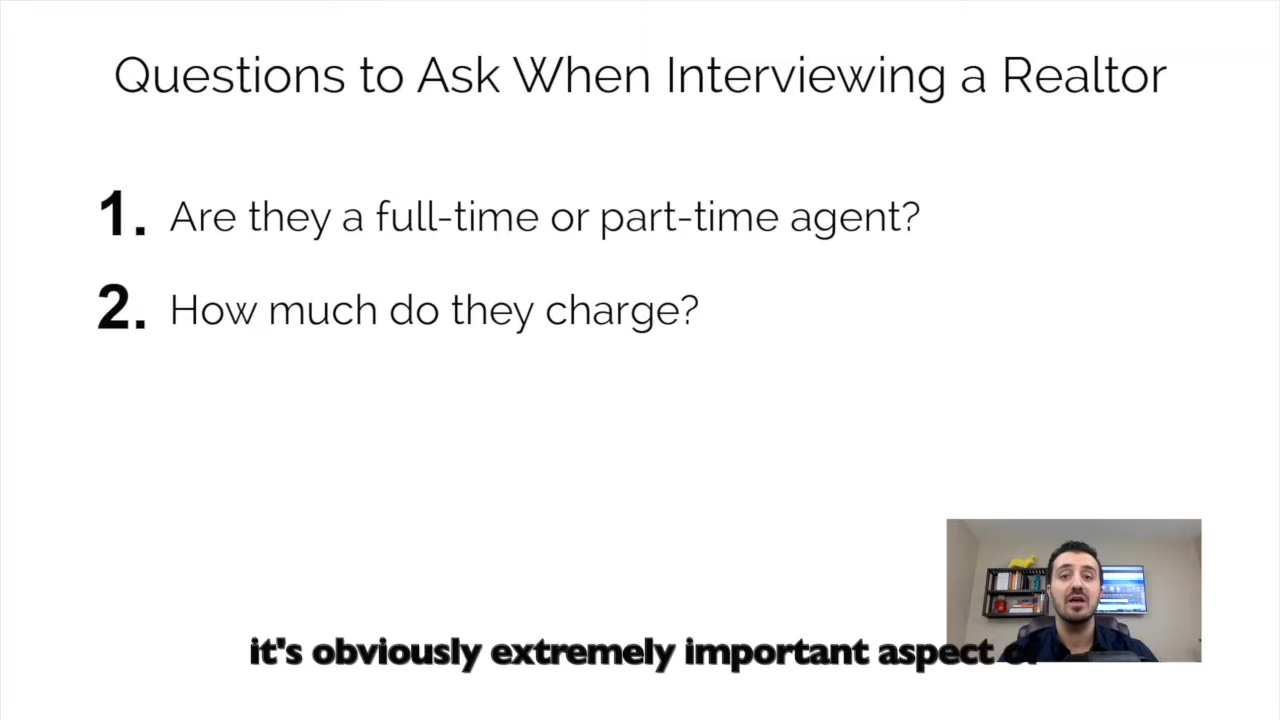 Questions to Ask When Interviewing a Realtor
1. Are they a full-time or part-time agent?
2. How much do they charge?
it's obviously extremely important aspect of